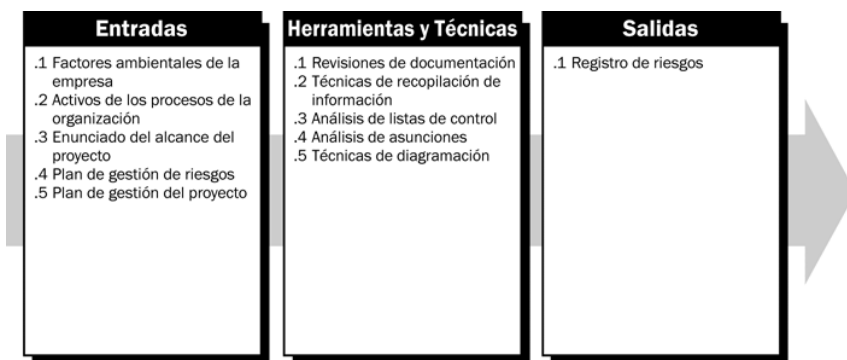 Entradas
.1 Factores ambientales de la
empresa
.2 Activos de los procesos de la
organización
.3 Enunciado del alcance del
proyecto
.4 Plan de gestión de riesgos
.5 Plan de gestión del proyecto
Herramientas y Técnicas
.1 Revisiones de documentación
.2 Técnicas de recopilación de
información
.3 Análisis de listas de control
.4 Análisis de asunciones
.5 Técnicas de diagramación
Salidas
.1 Registro de riesgos